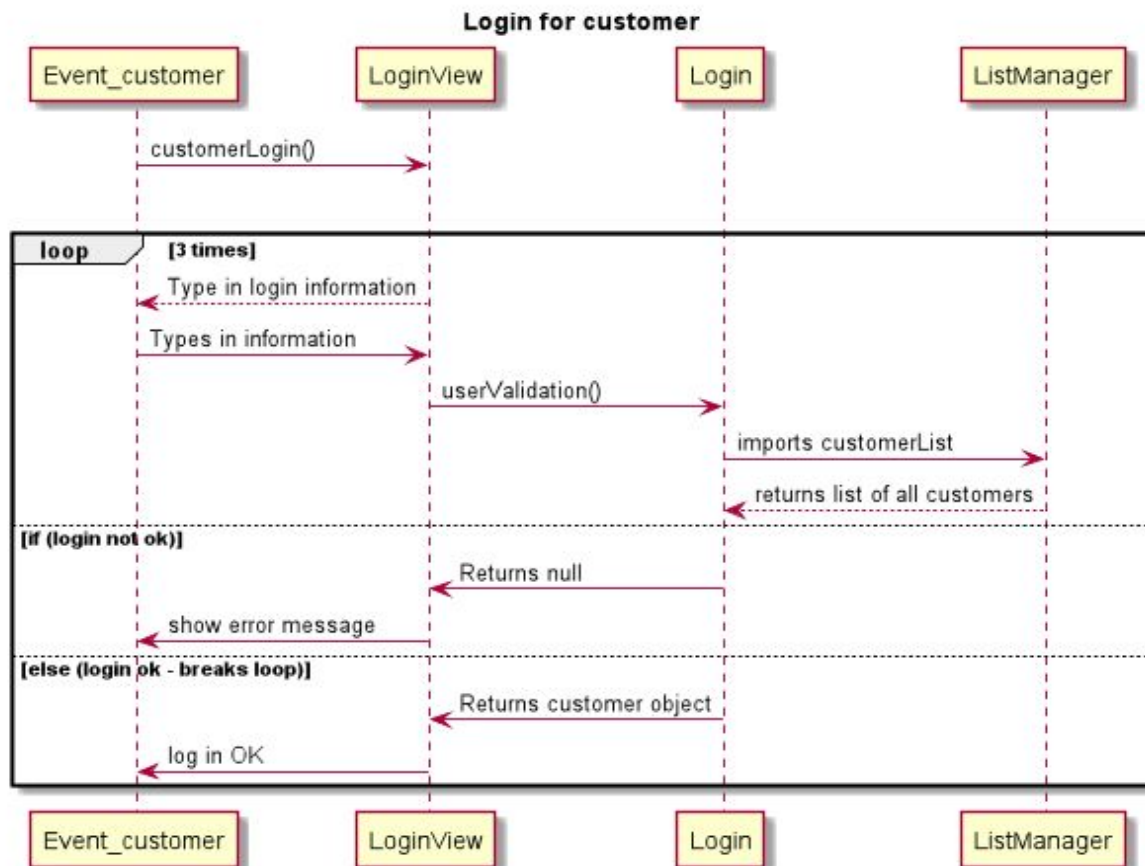 Login for customer
Event_customer LoginView Login ListManager
customerLogin()
loop [3 times]
Type in login information
Types in information
userValidation()
imports customerList
returns list of all customers
[if (login not ok)]
Returns null
show error message
[else (login ok - breaks loop)]
Returns customer object
log in OK
Event_customer LoginView Login ListManager